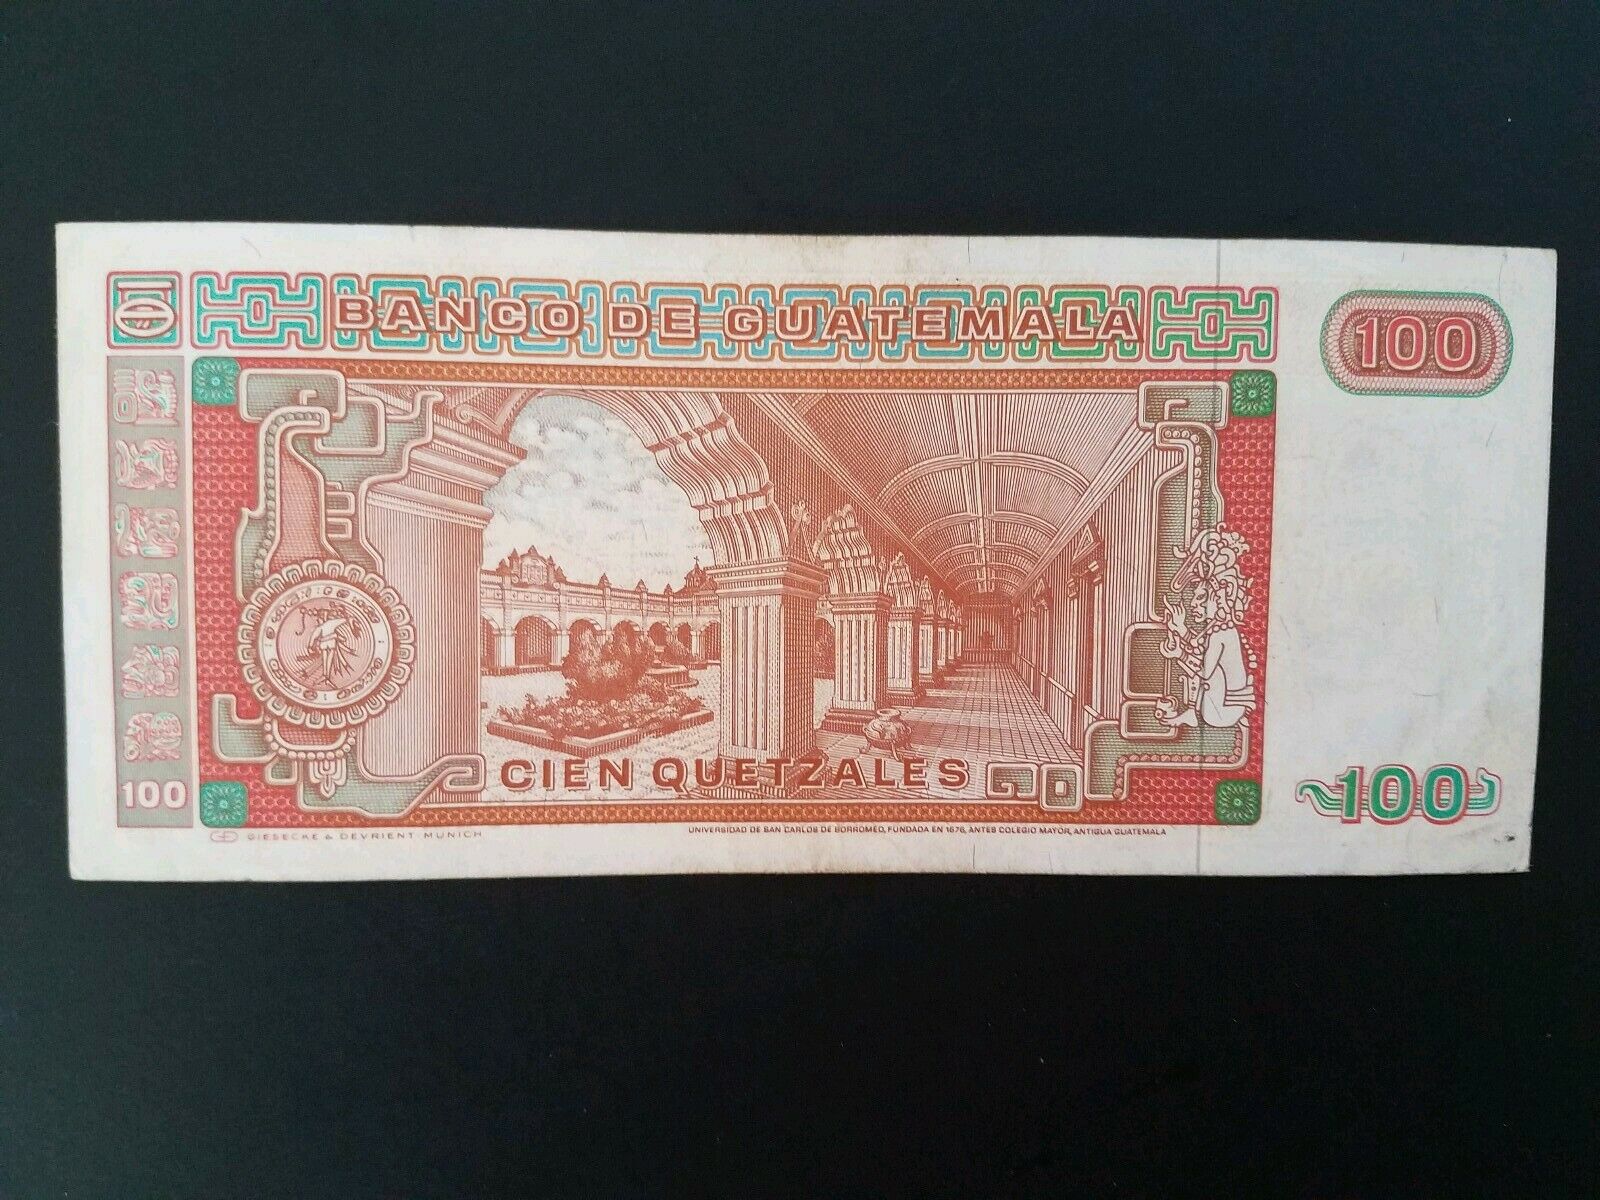 BANCO DE GUATEMALA
100
CIEN QUETZALES
100
100
GIESECKE & DEVRIENT · MUNICH
UNIVERSIDAD DE SAN CARLOS DE BORROMEO, FUNDADA EN 1676, ANTES COLEGIO MAYOR, ANTIGUA GUATEMALA